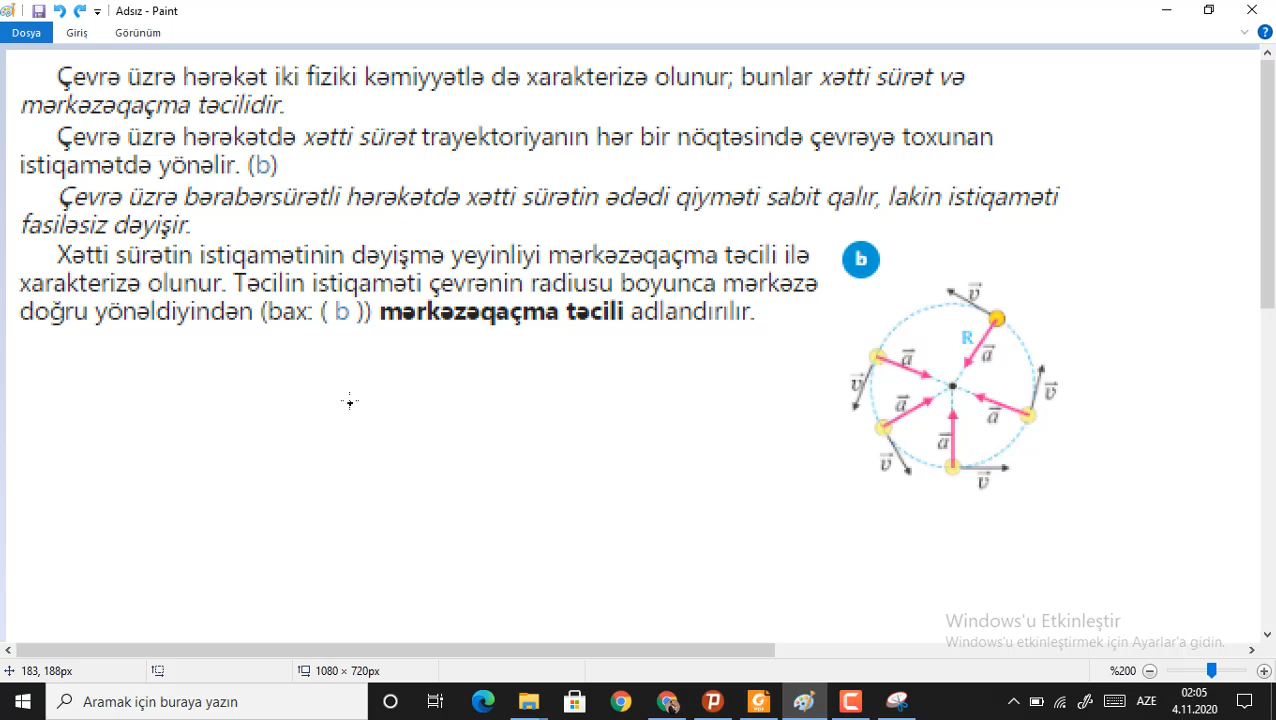 Adsız - Paint
Dosya Giriş Görünüm
Çevrə üzrə hərəkət iki fiziki kəmiyyətlə də xarakterizə olunur; bunlar xətti sürət və
mərkəzəqaçma təcilidir.
Çevrə üzrə hərəkətdə xətti sürət trayektoriyanın hər bir nöqtəsində çevrəyə toxunan
istiqamətdə yönəlir. (b)
Çevrə üzrə bərabərsürətli hərəkətdə xətti sürətin ədədi qiyməti sabit qalır, lakin istiqaməti
fasiləsiz dəyişir.
Xətti sürətin istiqamətinin dəyişmə yeyinliyi mərkəzəqaçma təcili ilə
xarakterizə olunur. Təcilin istiqaməti çevrənin radiusu boyunca mərkəzə
doğru yönəldiyindən (bax: ( b )) mərkəzəqaçma təcili adlandırılır.
b
v⃗
R
a⃗
a⃗
v⃗
v⃗
a⃗
a⃗
a⃗
v⃗
v⃗
Windows'u Etkinleştir
Windows'u etkinleştirmek için Ayarlar'a gidin.
183, 188px
1080 × 720px
%200
Aramak için buraya yazın
AZE
02:05
4.11.2020